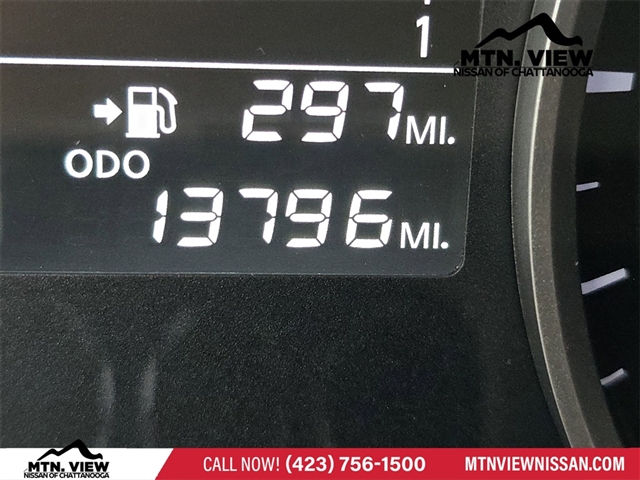 1
MTN. VIEW
NISSAN OF CHATTANOOGA
297 MI.
ODO
13796 MI.
MTN. VIEW
NISSAN OF CHATTANOOGA
CALL NOW! (423) 756-1500
MTNVIEWNISSAN.COM